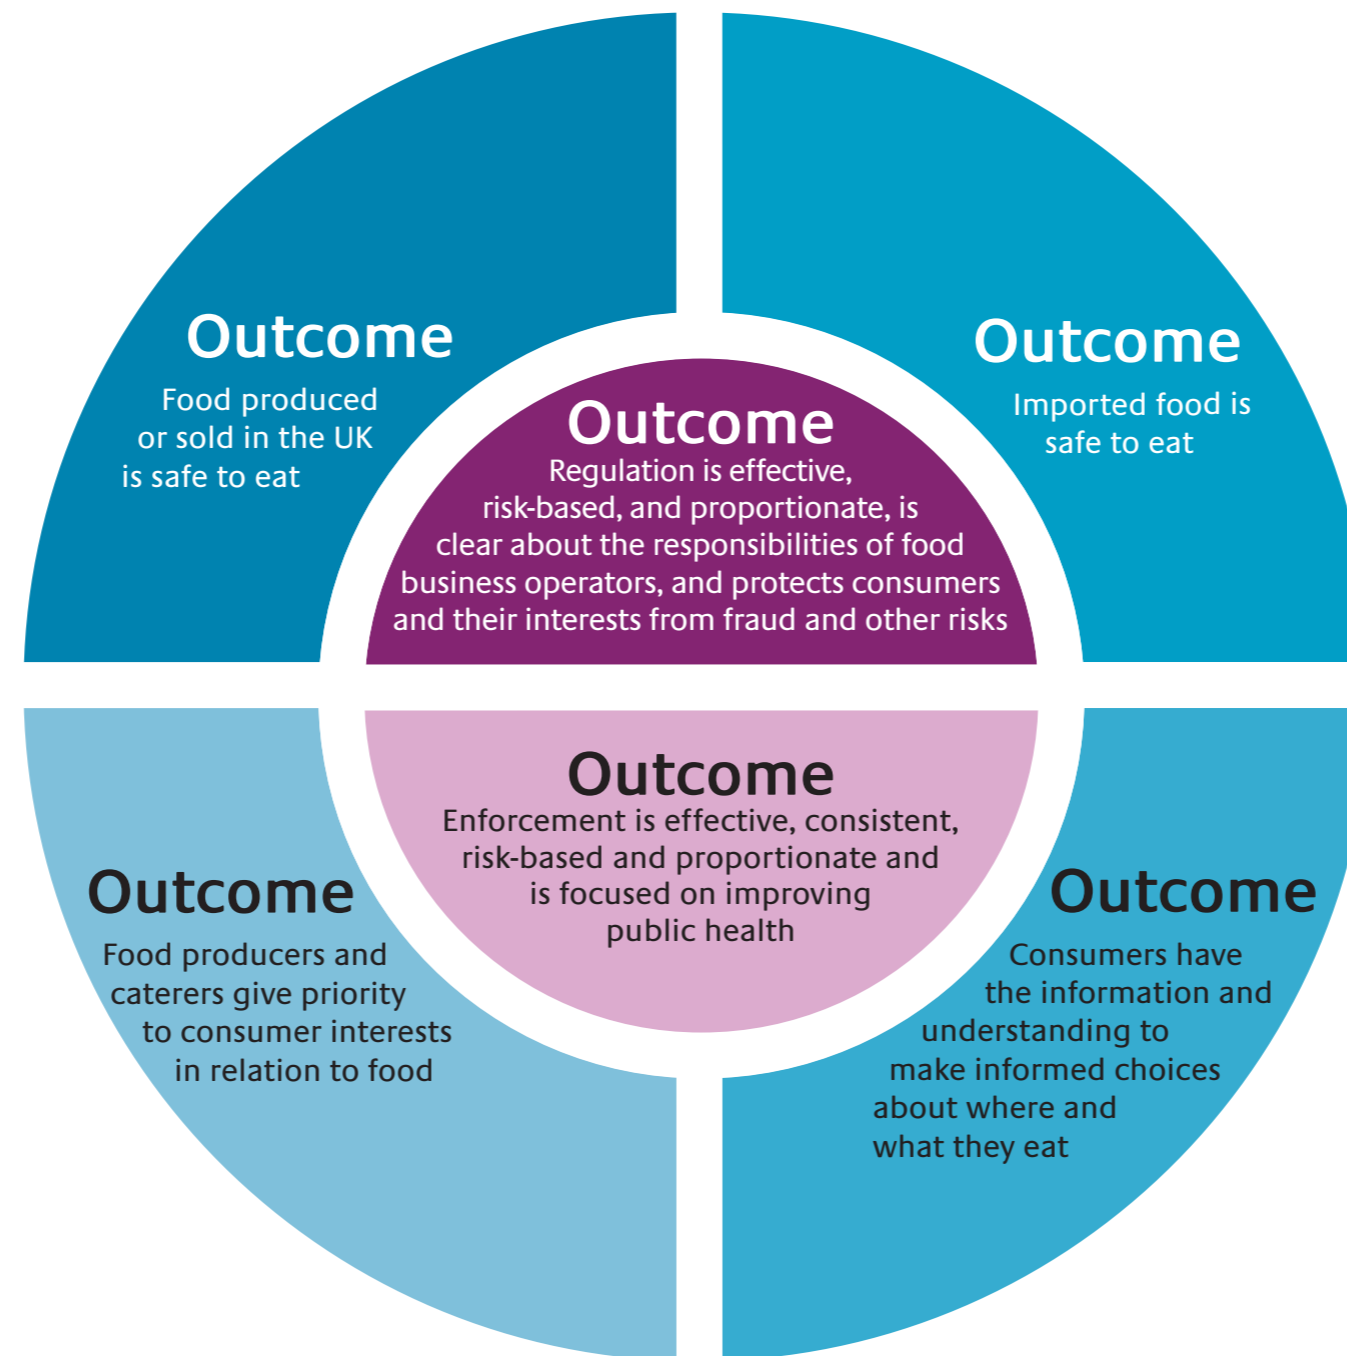 Outcome
Food produced
or sold in the UK
is safe to eat
Outcome
Imported food is
safe to eat
Outcome
Regulation is effective,
risk-based, and proportionate, is
clear about the responsibilities of food
business operators, and protects consumers
and their interests from fraud and other risks
Outcome
Enforcement is effective, consistent,
risk-based and proportionate and
is focused on improving
public health
Outcome
Food producers and
caterers give priority
to consumer interests
in relation to food
Outcome
Consumers have
the information and
understanding to
make informed choices
about where and
what they eat